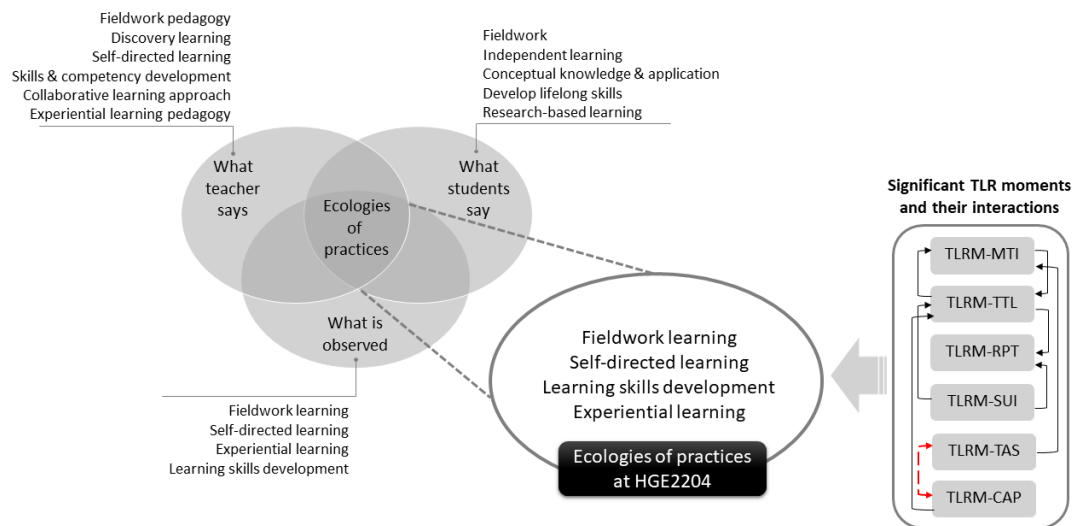 Fieldwork pedagogy
Discovery learning
Self-directed learning
Skills & competency development
Collaborative learning approach
Experiential learning pedagogy
Fieldwork
Independent learning
Conceptual knowledge & application
Develop lifelong skills
Research-based learning
What
teacher
says
What
students
say
Ecologies
of
practices
What is
observed
Fieldwork learning
Self-directed learning
Experiential learning
Learning skills development
Fieldwork learning
Self-directed learning
Learning skills development
Experiential learning
Ecologies of practices
at HGE2204
Significant TLR moments
and their interactions
TLRM-MTI
TLRM-TTL
TLRM-RPT
TLRM-SUI
TLRM-TAS
TLRM-CAP